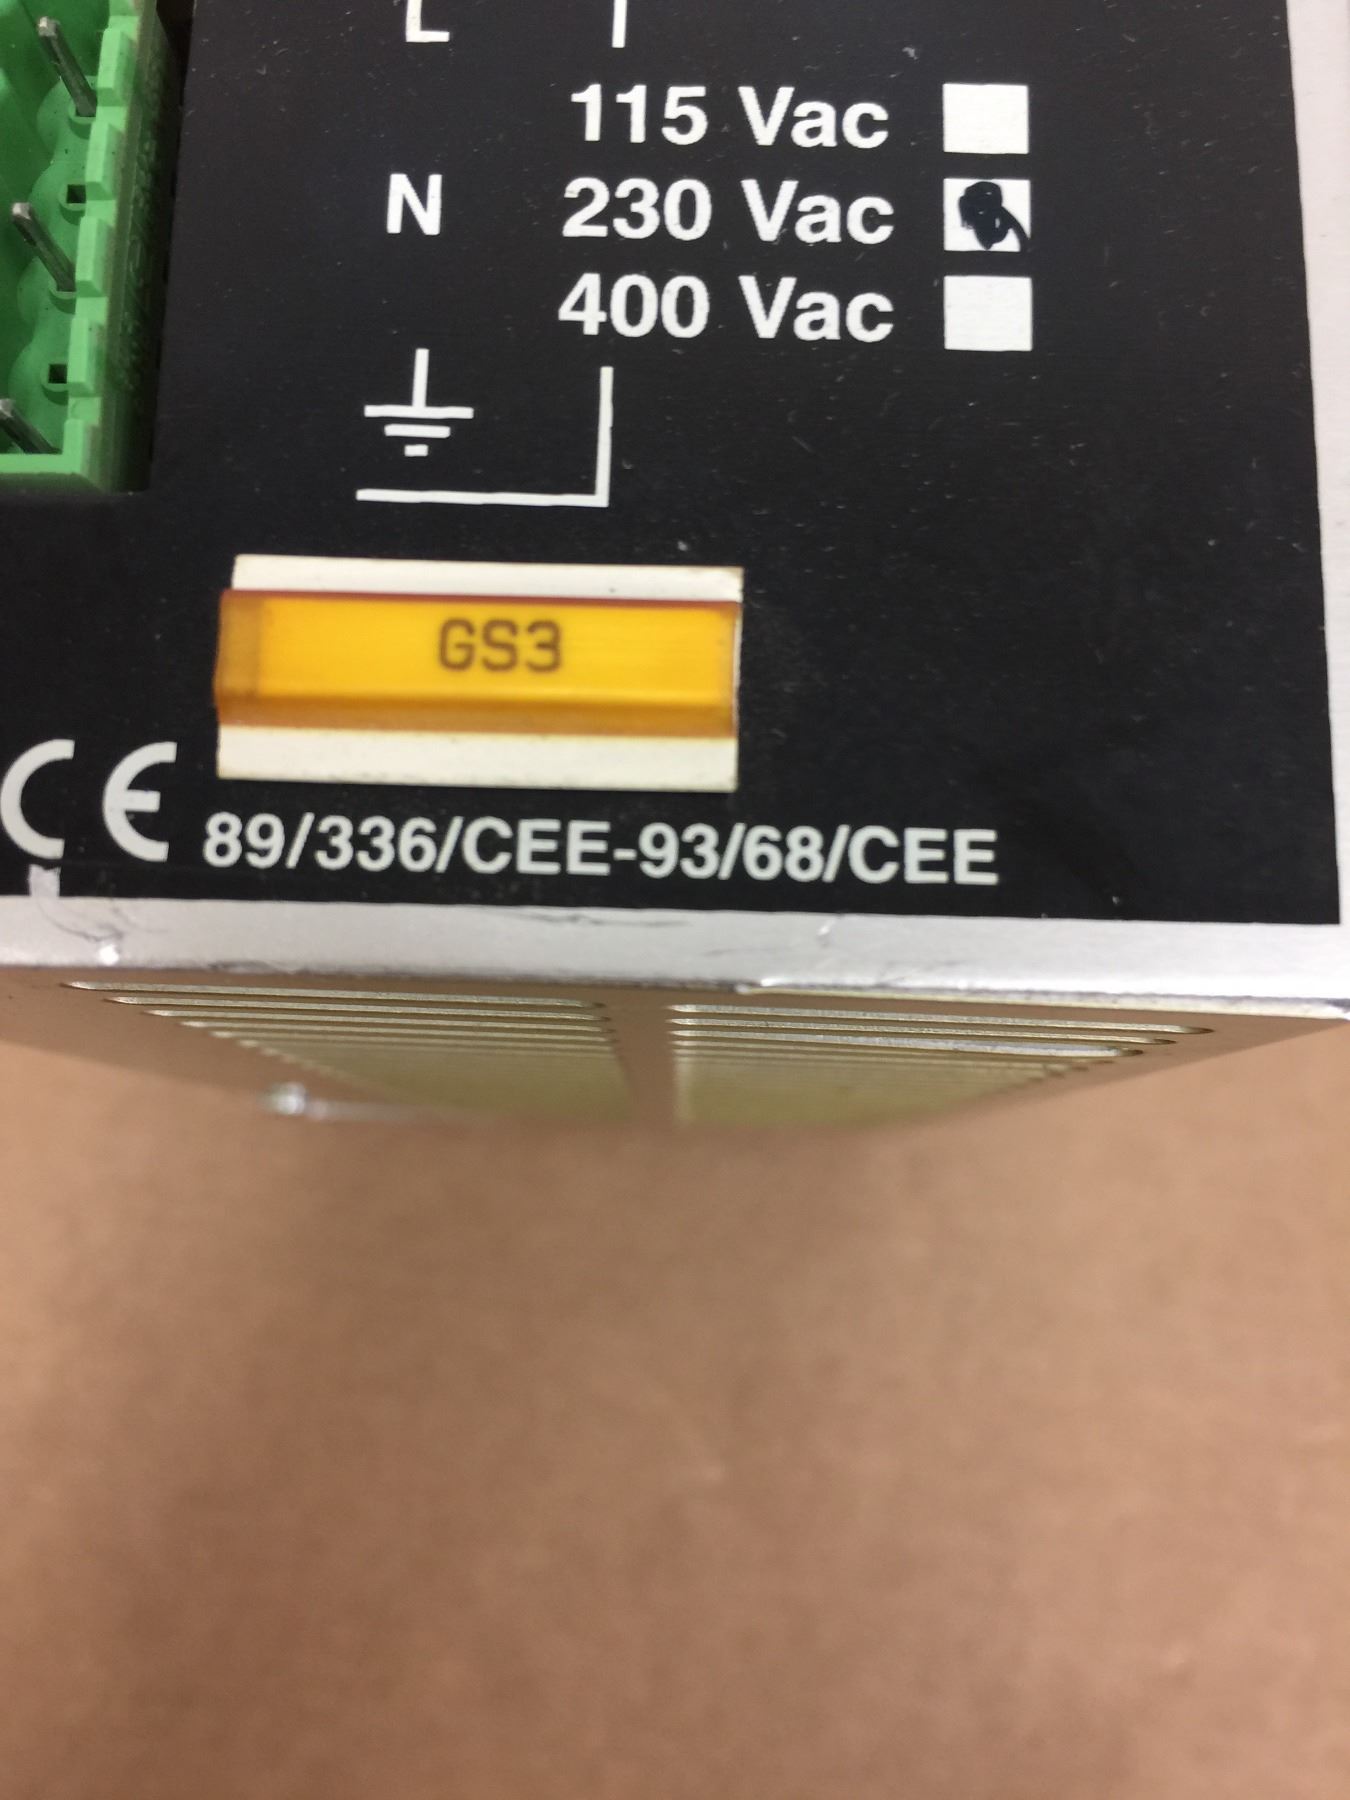 L
115 Vac
N 230 Vac
400 Vac
GS3
CE 89/336/CEE-93/68/CEE